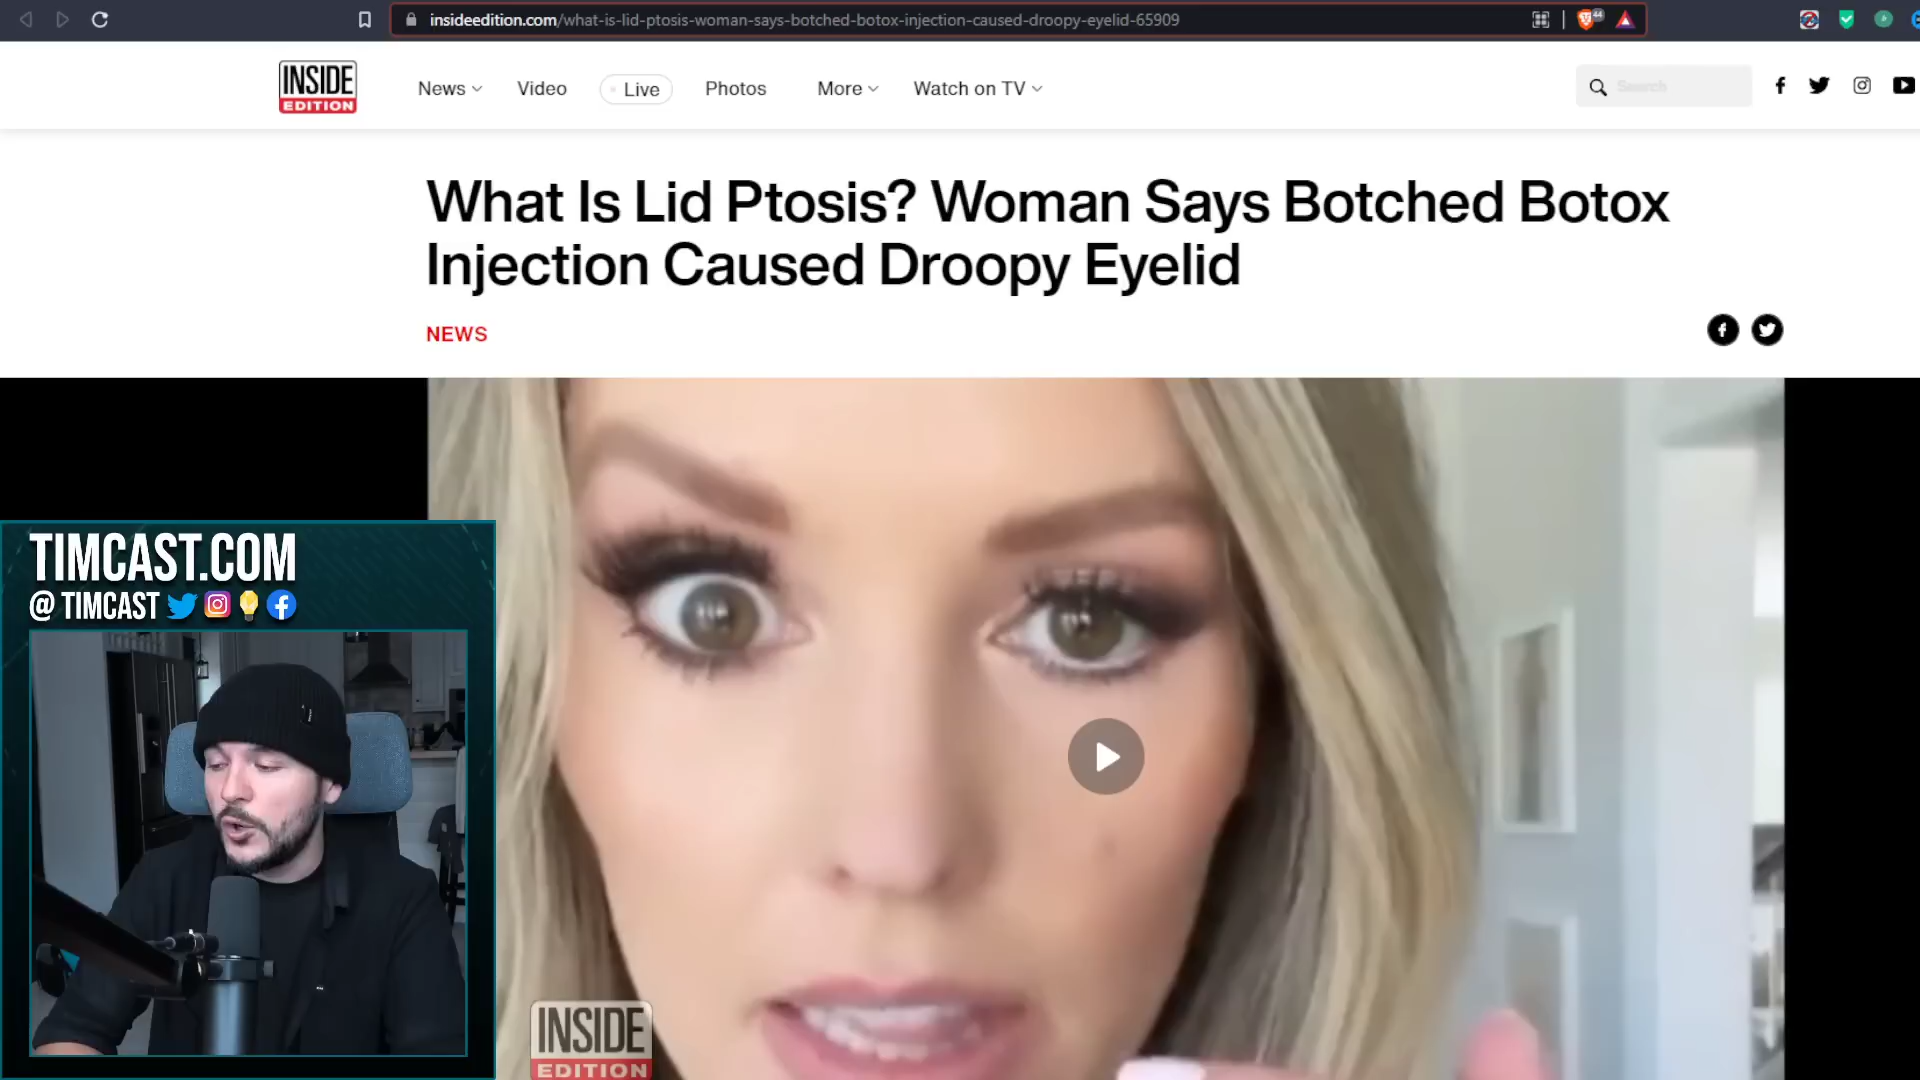 insideedition.com/what-is-lid-ptosis-woman-says-botched-botox-injection-caused-droopy-eyelid-65909
44
INSIDE
EDITION
News
Video
Live
Photos
More
Watch on TV
Search
What Is Lid Ptosis? Woman Says Botched Botox
Injection Caused Droopy Eyelid
NEWS
TIMCAST.COM
@TIMCAST
INSIDE
EDITION